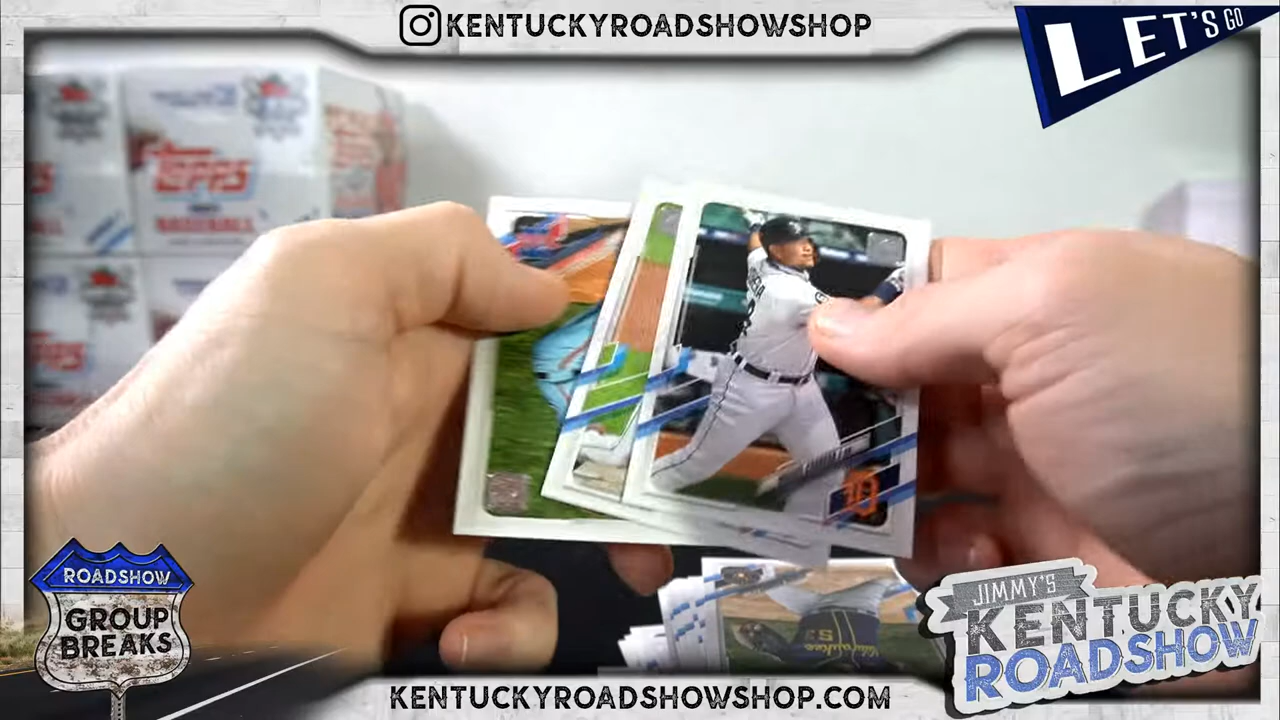 KENTUCKYROADSHOWSHOP
LET'S GO
TOPPS
BASEBALL
ROADSHOW
GROUP
BREAKS
JIMMY'S
KENTUCKY
ROADSHOW
KENTUCKYROADSHOWSHOP.COM